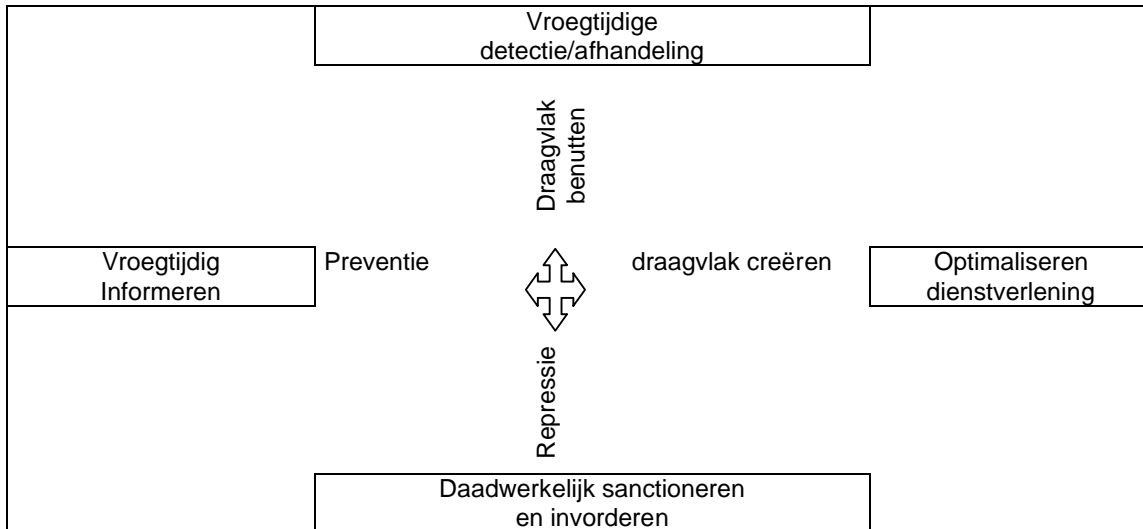 Vroegtijdige
detectie/afhandeling
Draagvlak
benutten
Vroegtijdig
Informeren
Preventie
draagvlak creëren
Optimaliseren
dienstverlening
Repressie
Daadwerkelijk sanctioneren
en invorderen